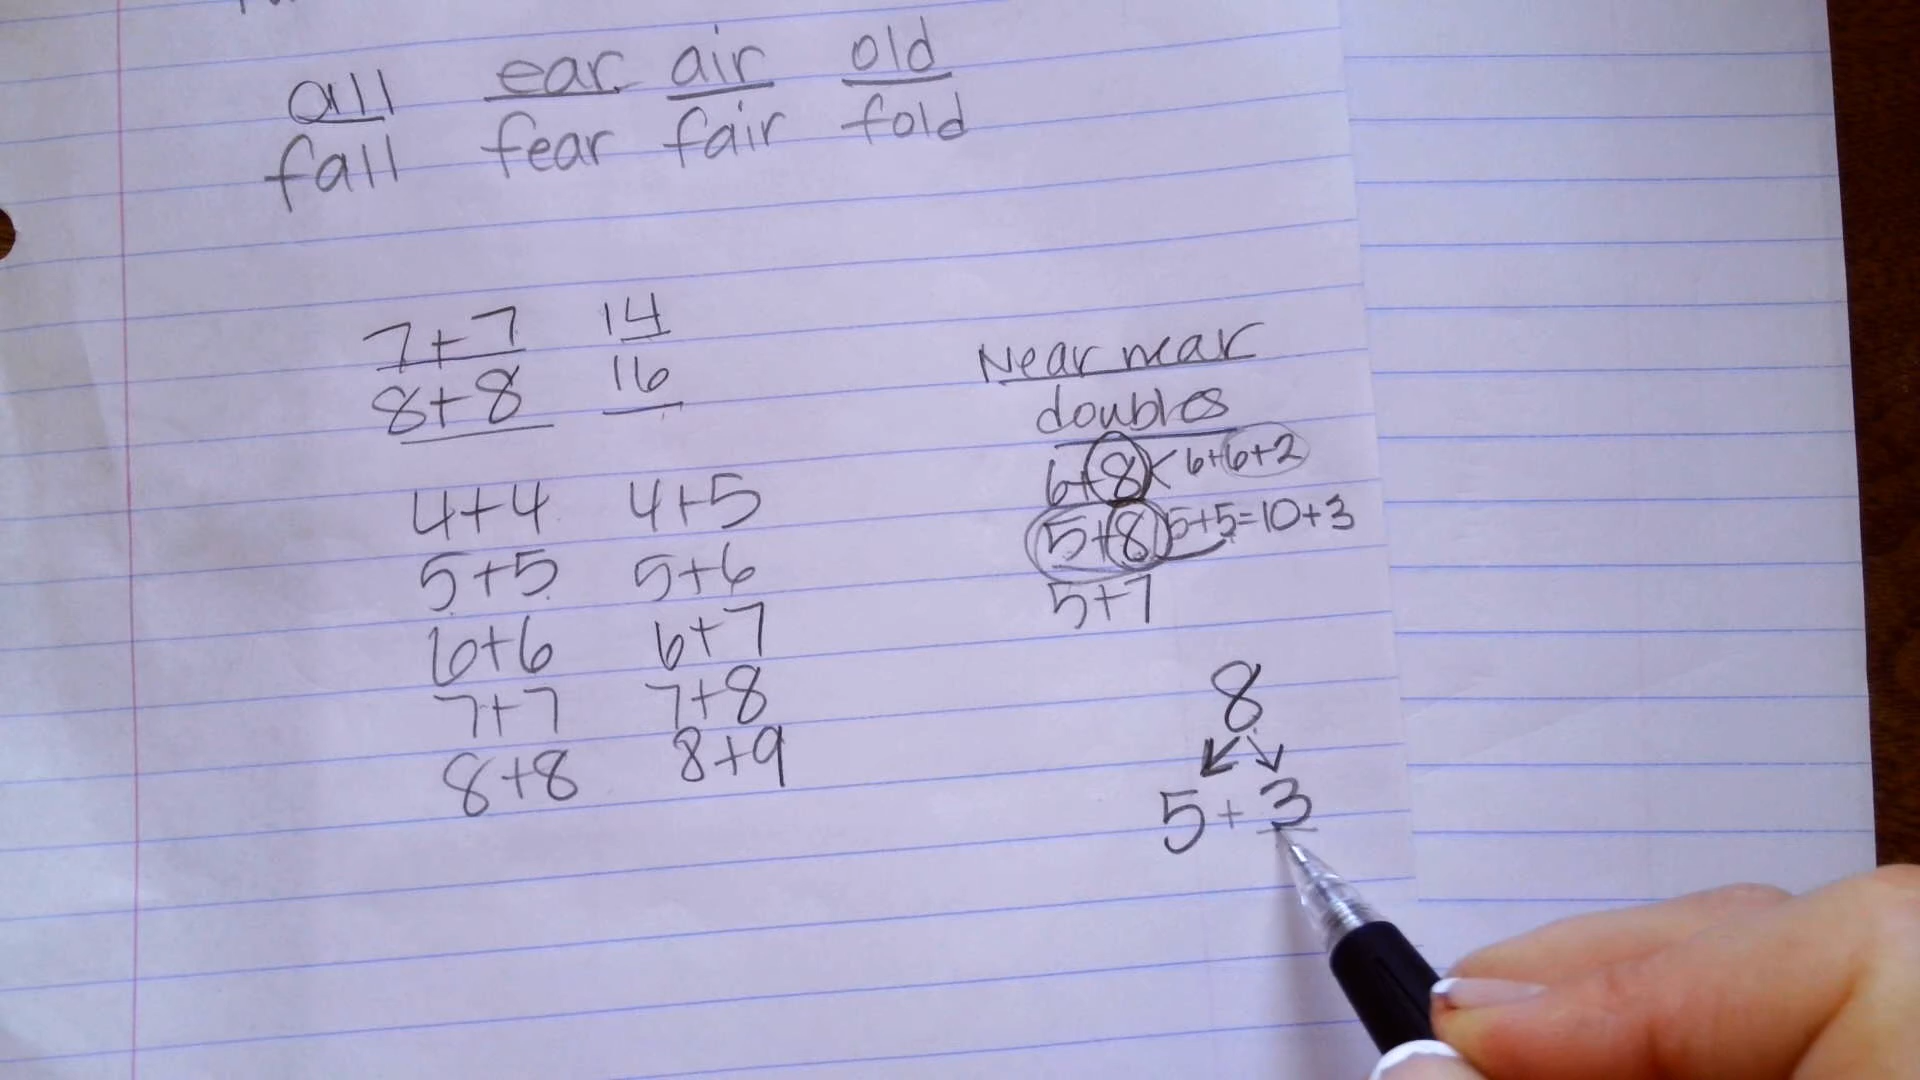 all ear air old
fall fear fair fold
7+7 14
8+8 16
4+4 4+5
5+5 5+6
6+6 6+7
7+7 7+8
8+8 8+9
Near near
doubles
6+8 < 6+6+2
5+8 5+5=10+3
5+7
8
5+3